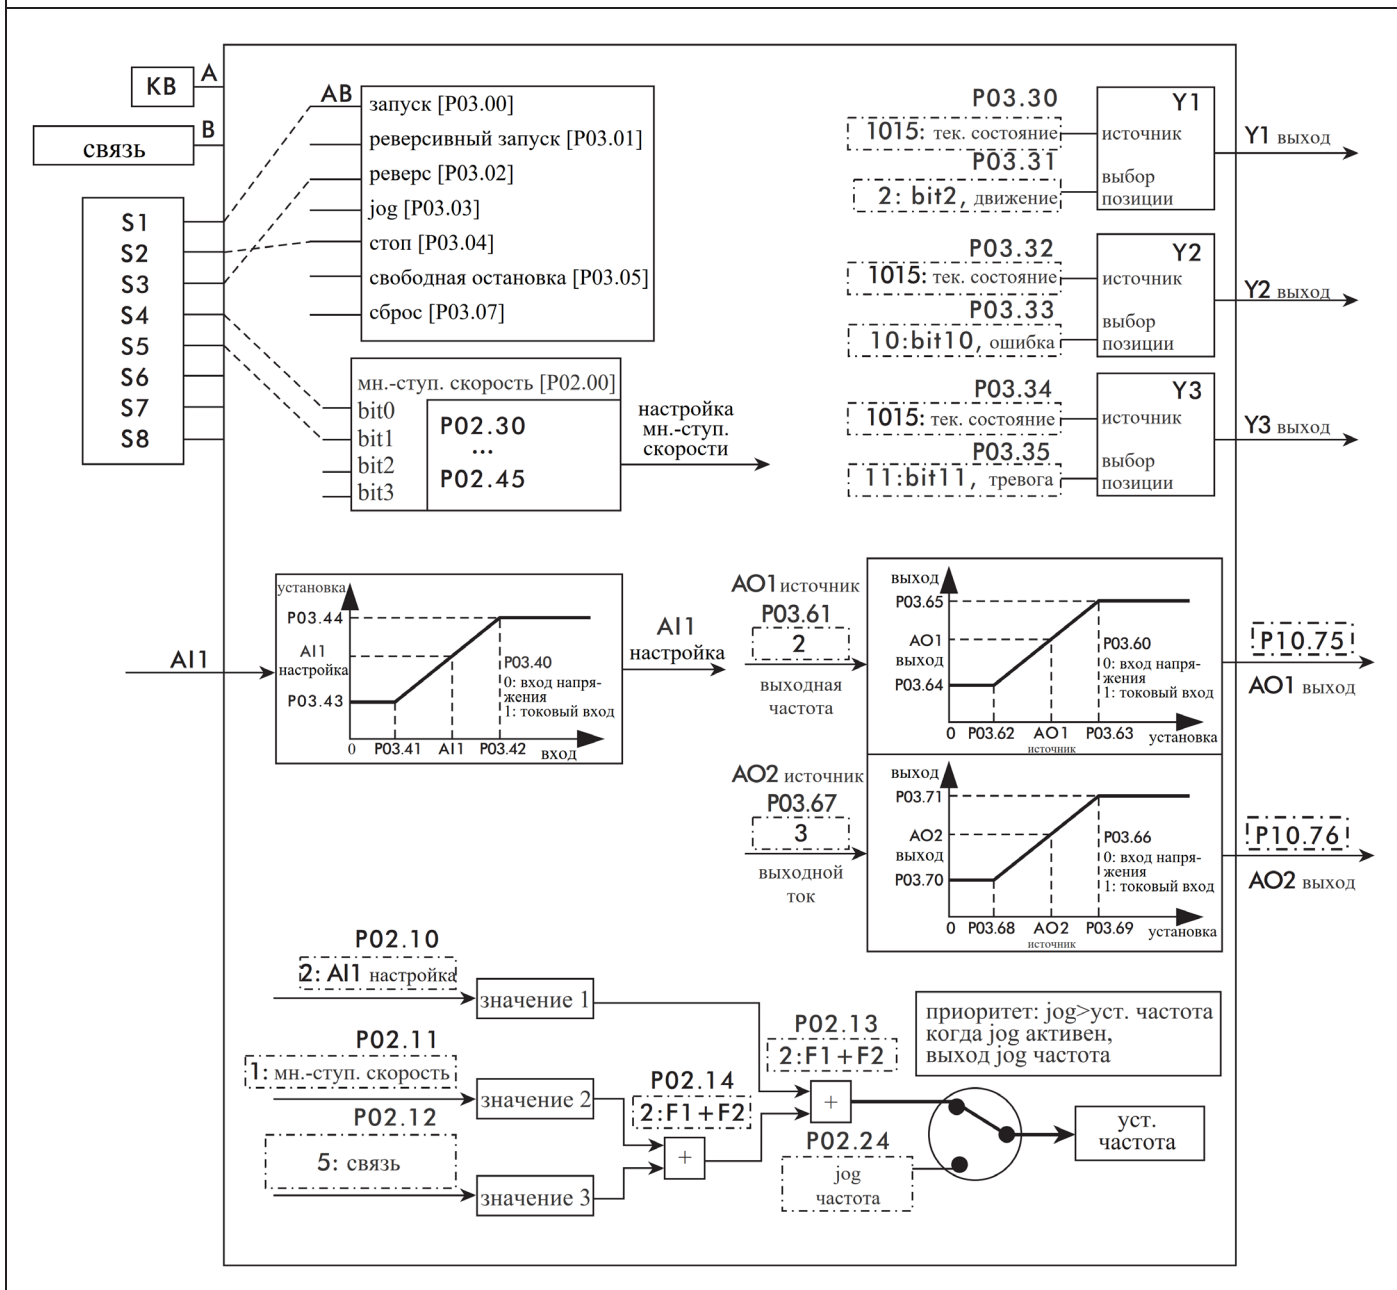 КВ
A
B
связь
S1
S2
S3
S4
S5
S6
S7
S8
AB
запуск [P03.00]
реверсивный запуск [P03.01]
реверс [P03.02]
jog [P03.03]
стоп [P03.04]
свободная остановка [P03.05]
сброс [P03.07]
мн.-ступ. скорость [P02.00]
bit0
bit1
bit2
bit3
P02.30
...
P02.45
настройка
мн.-ступ.
скорости
P03.30
1015: тек. состояние
P03.31
2: bit2, движение
Y1
источник
выбор
позиции
Y1 выход
P03.32
1015: тек. состояние
P03.33
10:bit10, ошибка
Y2
источник
выбор
позиции
Y2 выход
P03.34
1015: тек. состояние
P03.35
11:bit11, тревога
Y3
источник
выбор
позиции
Y3 выход
AI1
установка
P03.44
AI1
настройка
P03.43
P03.40
0: вход напря-
жения
1: токовый вход
0
P03.41
AI1
P03.42
вход
AI1
настройка
AO1 источник
P03.61
2
выходная
частота
выход
P03.65
AO1
выход
P03.64
P03.60
0: вход напря-
жения
1: токовый вход
0
P03.62
AO1
источник
P03.63
установка
P10.75
AO1 выход
AO2 источник
P03.67
3
выходной
ток
выход
P03.71
AO2
выход
P03.70
P03.66
0: вход напря-
жения
1: токовый вход
0
P03.68
AO2
источник
P03.69
установка
P10.76
AO2 выход
P02.10
2: AI1 настройка
значение 1
P02.11
1: мн.-ступ. скорость
значение 2
P02.12
5: связь
значение 3
P02.14
2:F1+F2
+
P02.13
2:F1+F2
+
P02.24
jog
частота
приоритет: jog>уст. частота
когда jog активен,
выход jog частота
уст.
частота